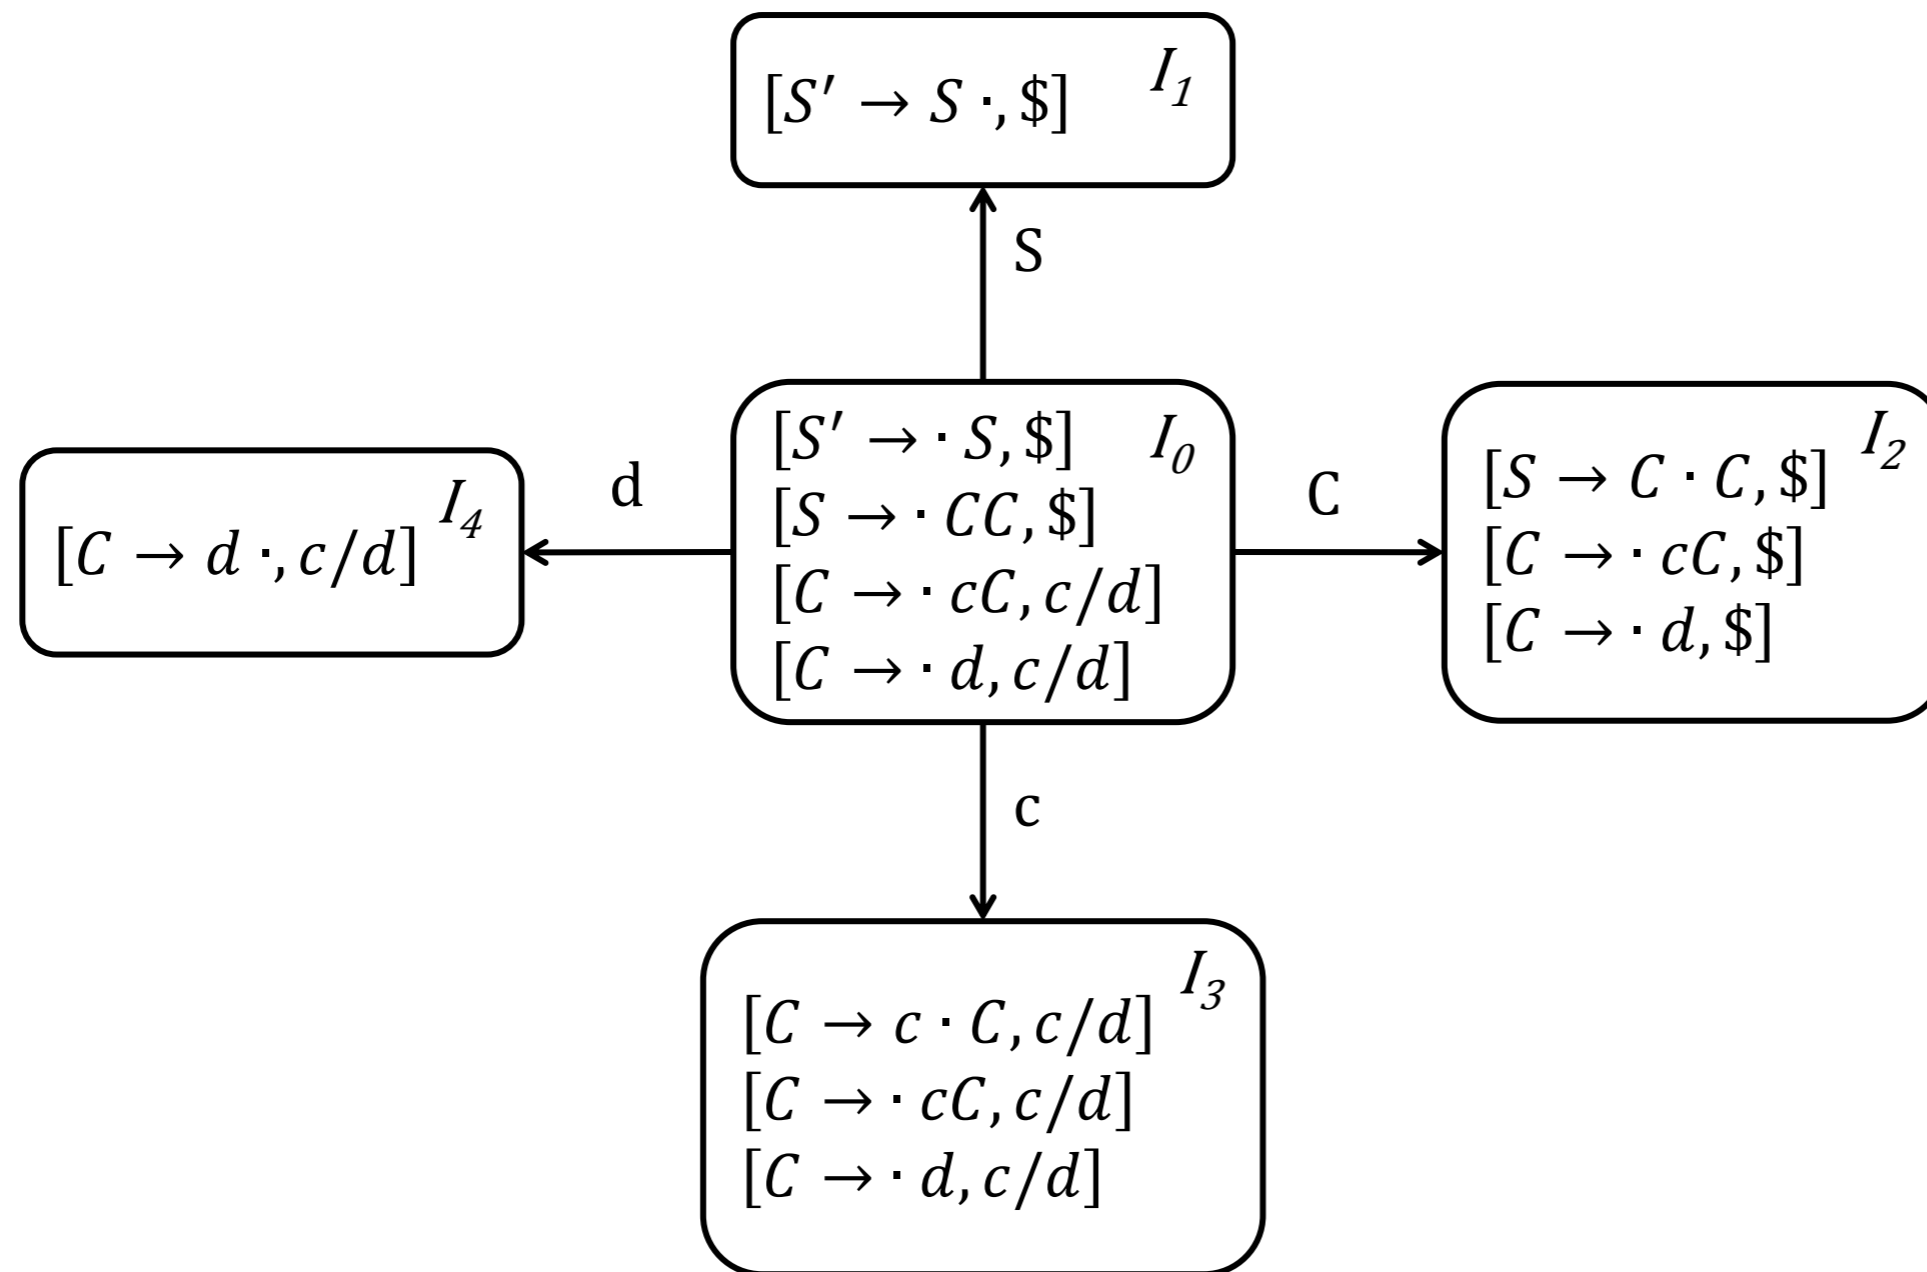 [S′ → S ·, $] I₁
S
[S′ → · S, $] I₀
[S → · CC, $]
[C → · cC, c/d]
[C → · d, c/d]
d
[C → d ·, c/d] I₄
C
[S → C · C, $] I₂
[C → · cC, $]
[C → · d, $]
c
[C → c · C, c/d] I₃
[C → · cC, c/d]
[C → · d, c/d]